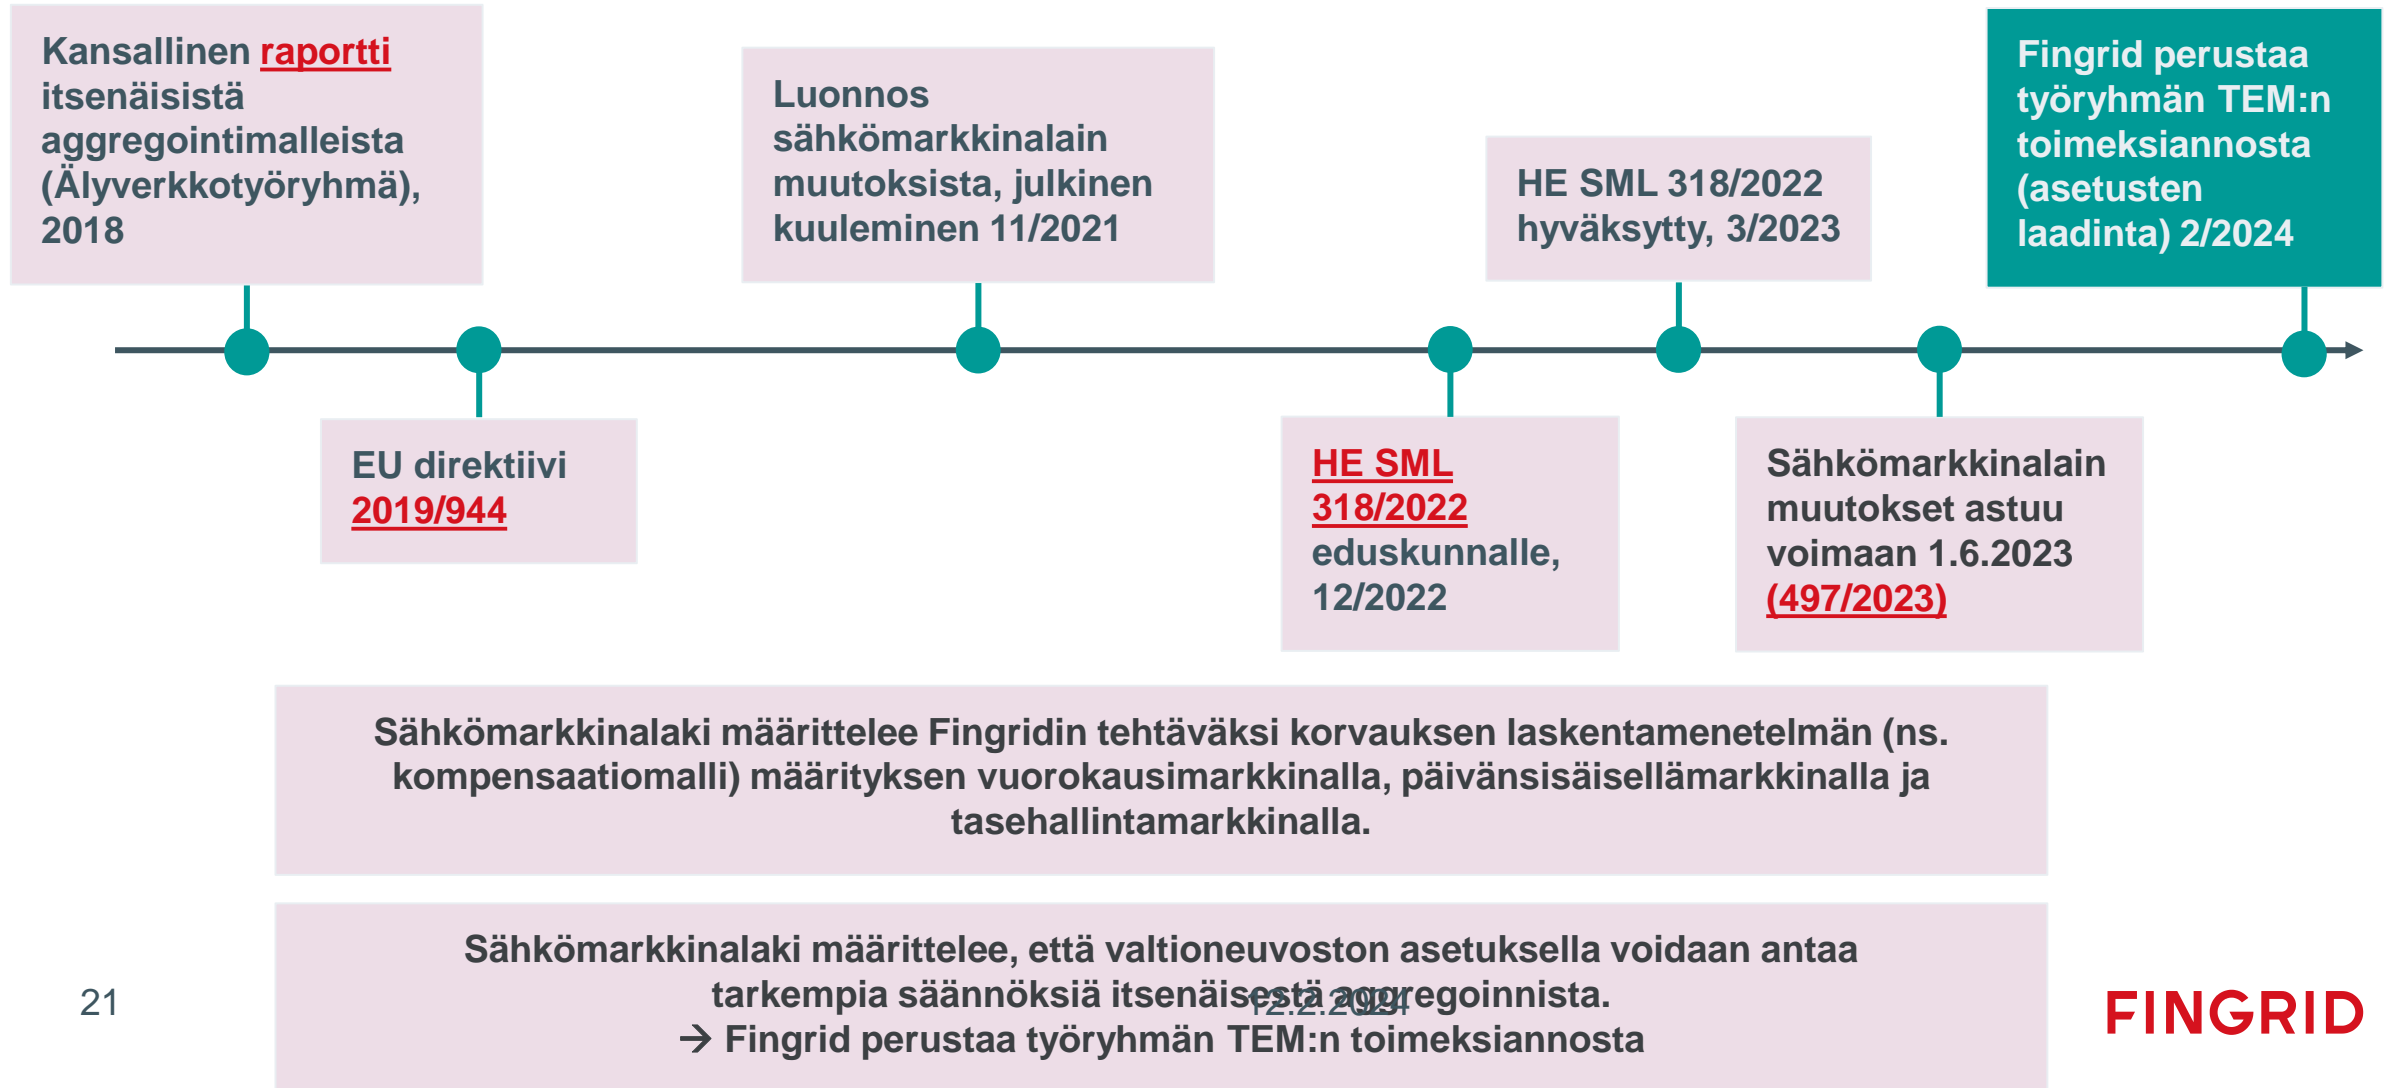 Kansallinen raportti
itsenäisistä
aggregointimalleista
(Älyverkkotyöryhmä),
2018
EU direktiivi
2019/944
Luonnos
sähkömarkkinalain
muutoksista, julkinen
kuuleminen 11/2021
HE SML
318/2022
eduskunnalle,
12/2022
HE SML 318/2022
hyväksytty, 3/2023
Sähkömarkkinalain
muutokset astuu
voimaan 1.6.2023
(497/2023)
Fingrid perustaa
työryhmän TEM:n
toimeksiannosta
(asetusten
laadinta) 2/2024
Sähkömarkkinalaki määrittelee Fingridin tehtäväksi korvauksen laskentamenetelmän (ns.
kompensaatiomalli) määrityksen vuorokausimarkkinalla, päivänsisäisellämarkkinalla ja
tasehallintamarkkinalla.
Sähkömarkkinalaki määrittelee, että valtioneuvoston asetuksella voidaan antaa
tarkempia säännöksiä itsenäisestä aggregoinnista.
→ Fingrid perustaa työryhmän TEM:n toimeksiannosta
21
12.2.2024
FINGRID